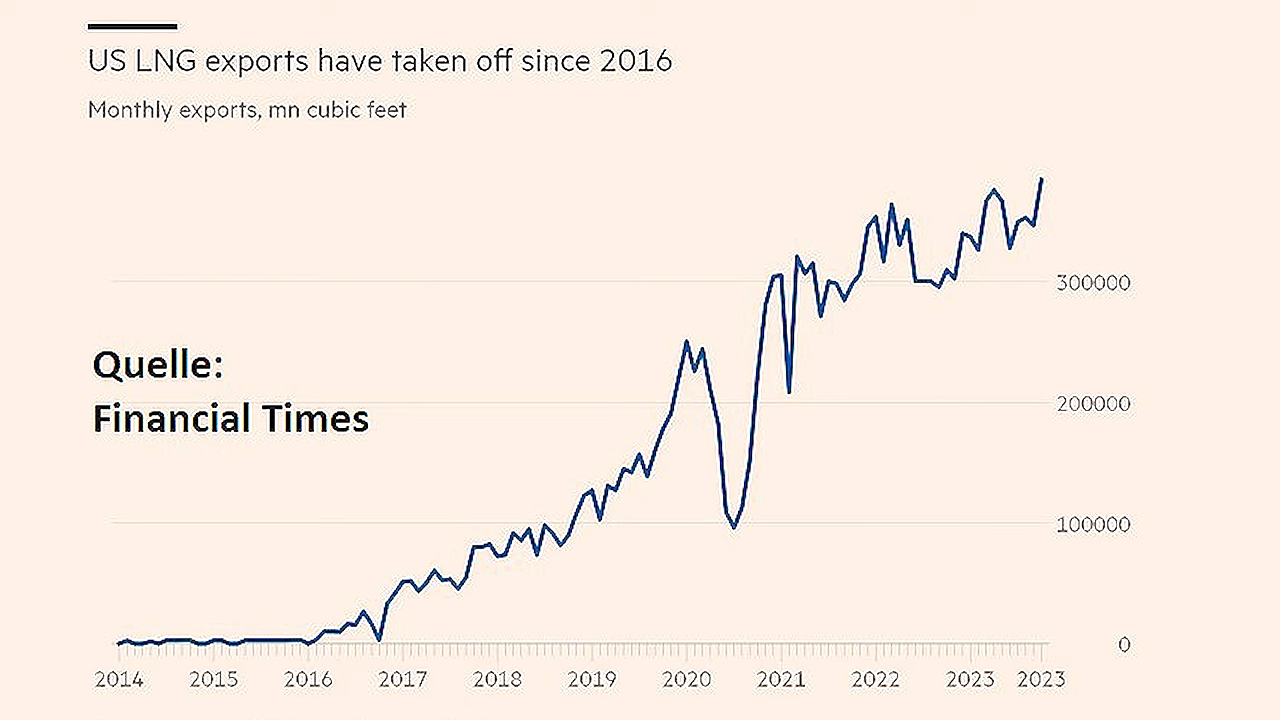 US LNG exports have taken off since 2016
Monthly exports, mn cubic feet
300000
Quelle:
Financial Times
200000
100000
0
2014 2015 2016 2017 2018 2019 2020 2021 2022 2023 2023